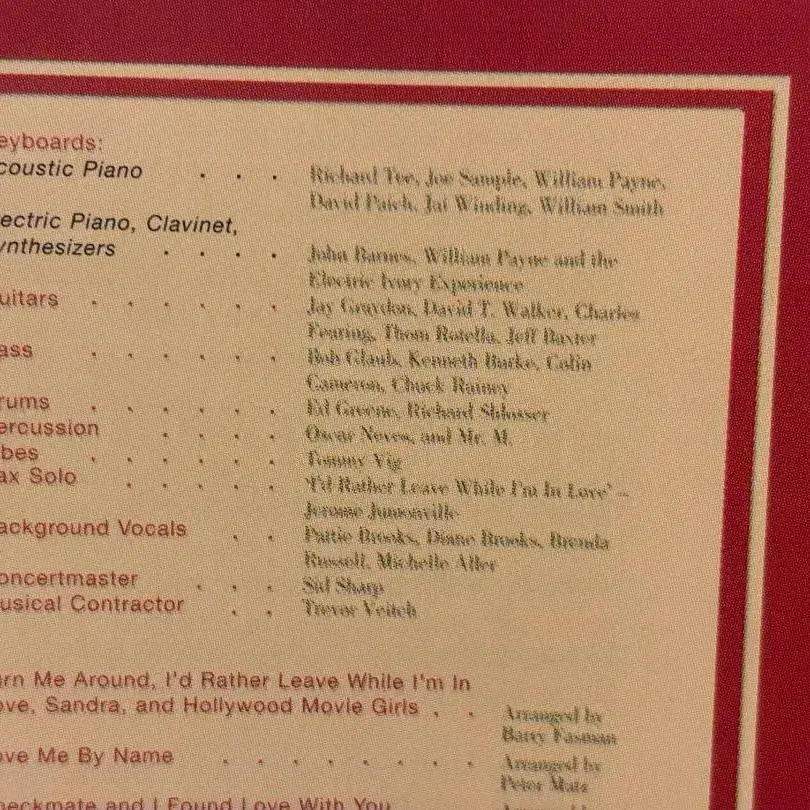 eyboards:
coustic Piano . . . Richard Tee, Joe Sample, William Payne,
David Paich, Jai Winding, William Smith
ectric Piano, Clavinet,
ynthesizers . . . . John Barnes, William Payne and the
Electric Ivory Experience
uitars . . . . . . Jay Graydon, David T. Walker, Charles
Fearing, Thom Rotella, Jeff Baxter
ass . . . . . . Bob Glaub, Kenneth Burke, Colin
Cameron, Chuck Rainey
rums . . . . . . Ed Greene, Richard Shlosser
ercussion . . . . Oscar Neves, and Mr. M.
bes . . . . . . Tommy Vig
ax Solo . . . . . 'I'd Rather Leave While I'm In Love' –
Jerome Jumonville
ackground Vocals . . Pattie Brooks, Diane Brooks, Brenda
Russell, Michelle Aller
oncertmaster . . . Sid Sharp
usical Contractor . . Trevor Veitch
urn Me Around, I'd Rather Leave While I'm In
ove, Sandra, and Hollywood Movie Girls . . Arranged by
Barry Fasman
ove Me By Name . . . . . . . . Arranged by
Peter Matz
heckmate and I Found Love With You